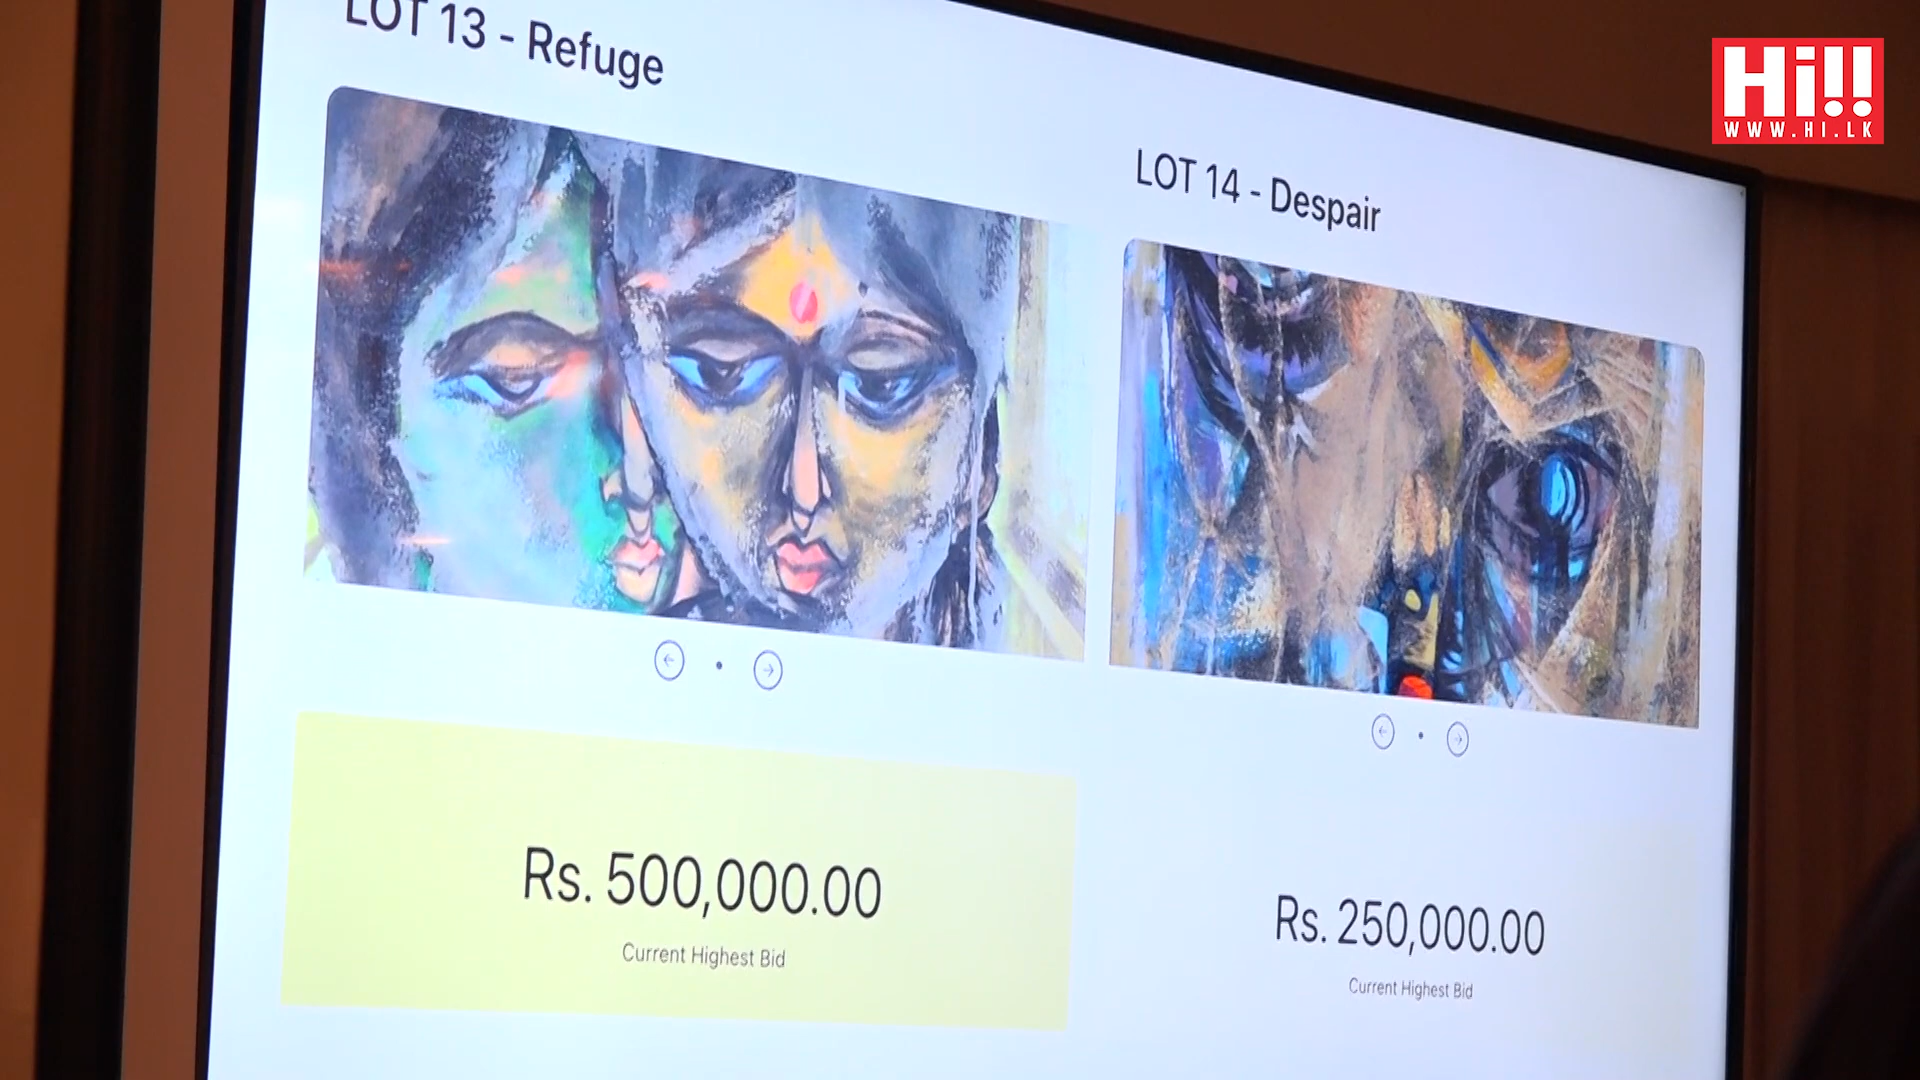 LOT 13 - Refuge
LOT 14 - Despair
Rs. 500,000.00
Current Highest Bid
Rs. 250,000.00
Current Highest Bid
Hi!!
WWW.HI.LK